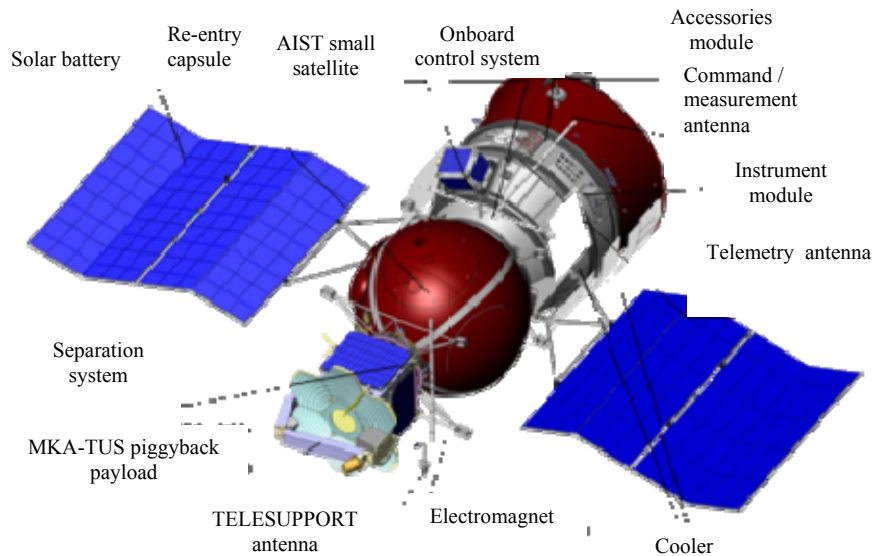 Solar battery
Re-entry
capsule
AIST small
satellite
Onboard
control system
Accessories
module
Command /
measurement
antenna
Instrument
module
Telemetry antenna
Separation
system
MKA-TUS piggyback
payload
TELESUPPORT
antenna
Electromagnet
Cooler